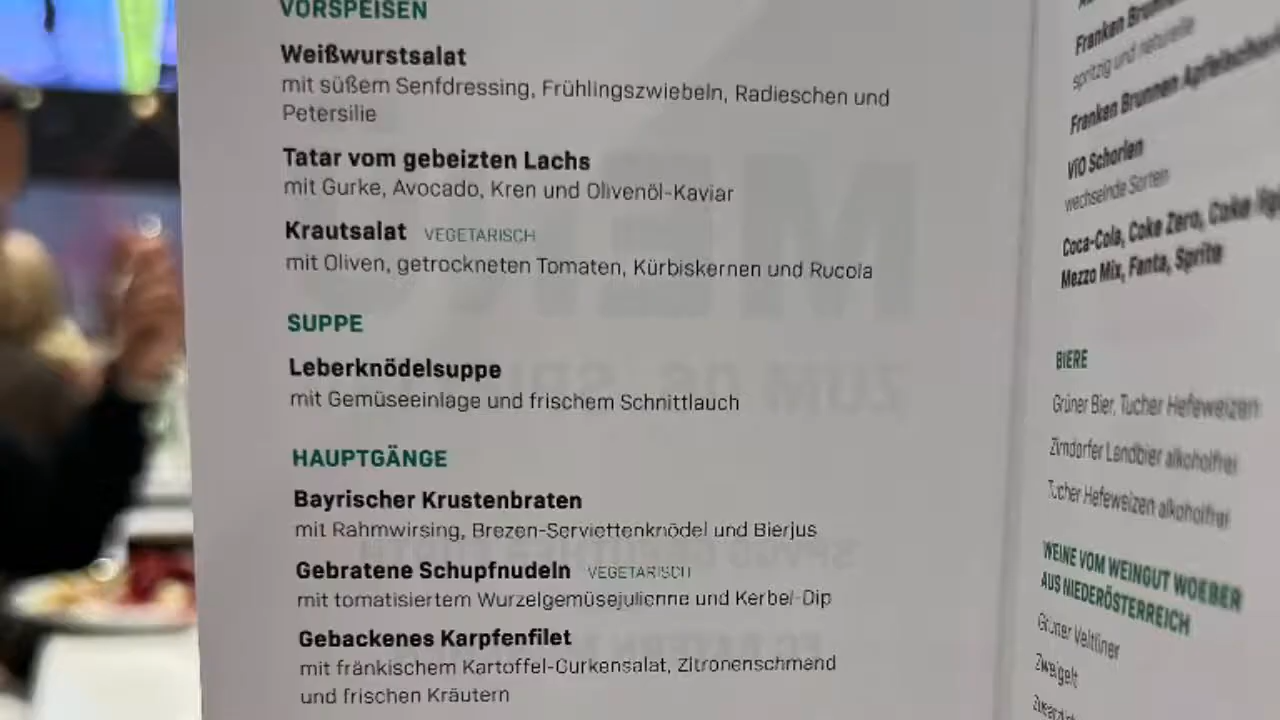 VORSPEISEN
Weißwurstsalat
mit süßem Senfdressing, Frühlingszwiebeln, Radieschen und
Petersilie
Tatar vom gebeizten Lachs
mit Gurke, Avocado, Kren und Olivenöl-Kaviar
Krautsalat VEGETARISCH
mit Oliven, getrockneten Tomaten, Kürbiskernen und Rucola
SUPPE
Leberknödelsuppe
mit Gemüseeinlage und frischem Schnittlauch
HAUPTGÄNGE
Bayrischer Krustenbraten
mit Rahmwirsing, Brezen-Serviettenknödel und Bierjus
Gebratene Schupfnudeln VEGETARISCH
mit tomatisiertem Wurzelgemüsejulienne und Kerbel-Dip
Gebackenes Karpfenfilet
mit fränkischem Kartoffel-Gurkensalat, Zitronenschmand
und frischen Kräutern
Franken Brunnen
spritzig und naturelle
Franken Brunnen Apfelschorle
ViO Schorlen
wechselnde Sorten
Coca-Cola, Coke Zero, Coke
Mezzo Mix, Fanta, Sprite
BIERE
Grüner Bier, Tucher Hefeweizen
Zirndorfer Landbier alkoholfrei
Tucher Hefeweizen alkoholfrei
WEINE VOM WEINGUT WOEBER
AUS NIEDERÖSTERREICH
Grüner Veltliner
Zweigelt